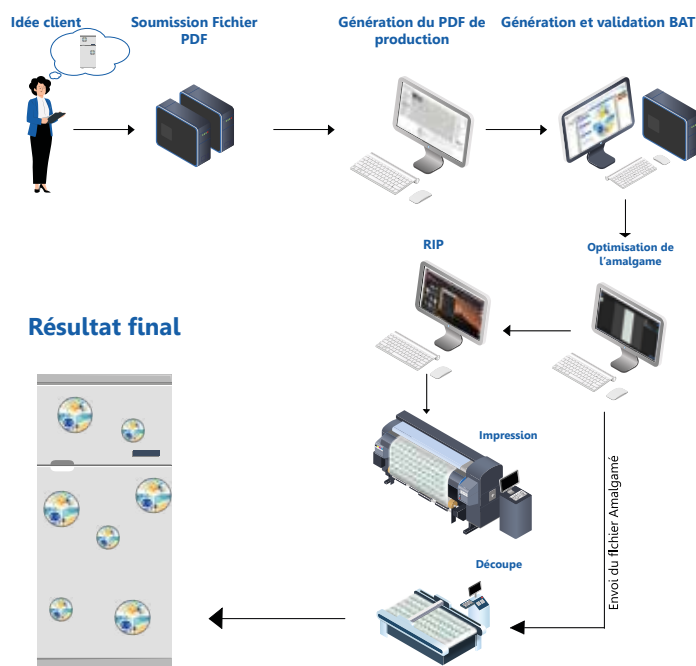 Idée client
Soumission Fichier
PDF
Génération du PDF de
production
Génération et validation BAT
Optimisation de
l'amalgame
RIP
Résultat final
Impression
Envoi du fichier Amalgamé
Découpe